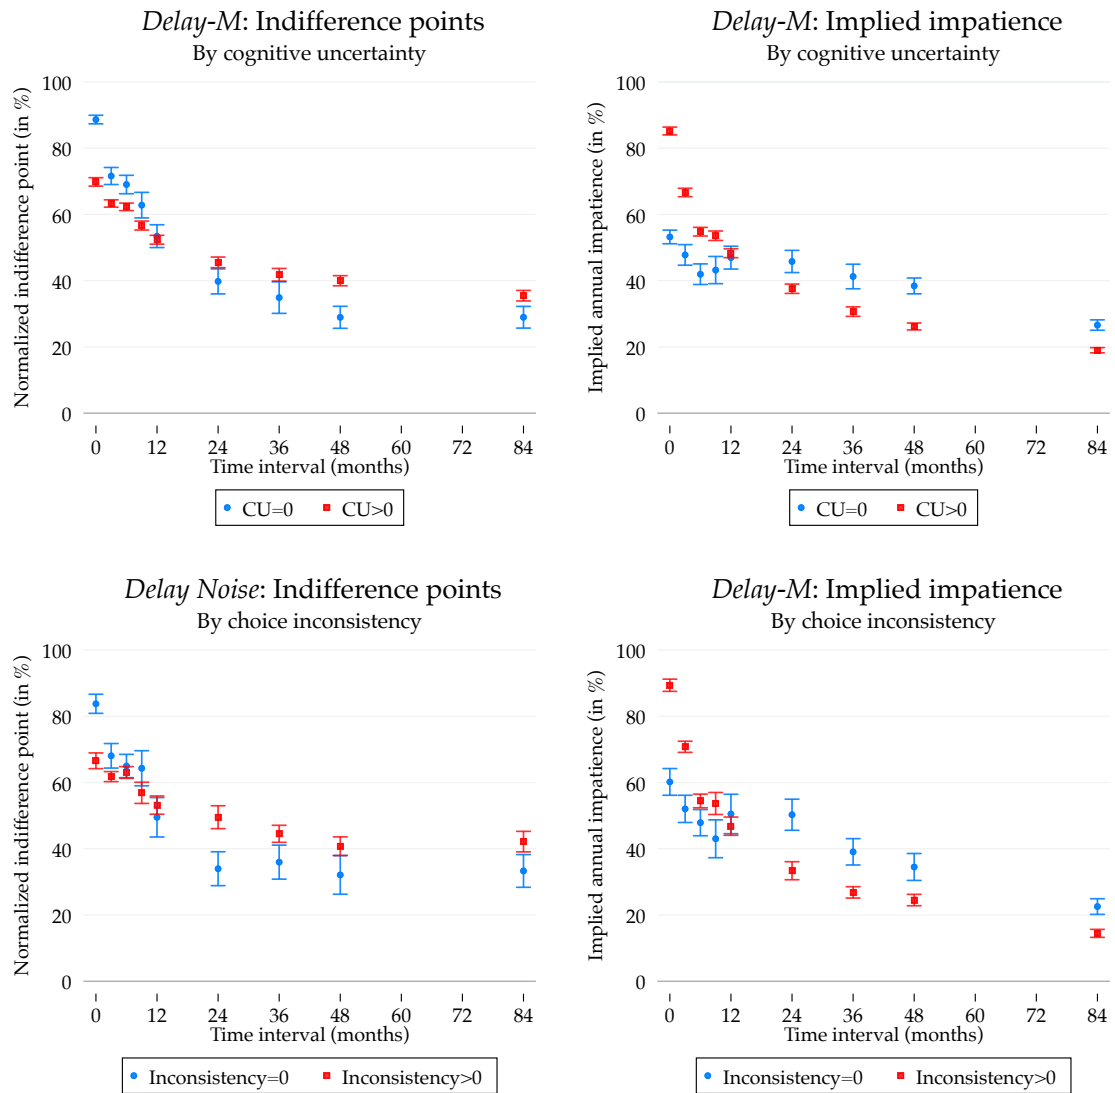 Delay-M: Indifference points
By cognitive uncertainty
Normalized indifference point (in %)
100
80
60
40
20
0
0 12 24 36 48 60 72 84
Time interval (months)
CU=0 CU>0
Delay-M: Implied impatience
By cognitive uncertainty
Implied annual impatience (in %)
100
80
60
40
20
0
0 12 24 36 48 60 72 84
Time interval (months)
CU=0 CU>0
Delay Noise: Indifference points
By choice inconsistency
Normalized indifference point (in %)
100
80
60
40
20
0
0 12 24 36 48 60 72 84
Time interval (months)
Inconsistency=0 Inconsistency>0
Delay-M: Implied impatience
By choice inconsistency
Implied annual impatience (in %)
100
80
60
40
20
0
0 12 24 36 48 60 72 84
Time interval (months)
Inconsistency=0 Inconsistency>0